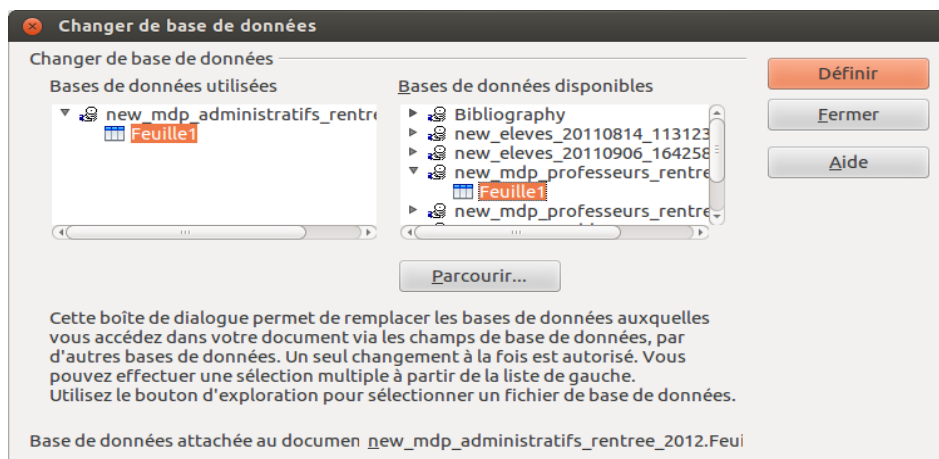 Changer de base de données
Changer de base de données
Bases de données utilisées
new_mdp_administratifs_rentre
Feuille1
Bases de données disponibles
Bibliography
new_eleves_20110814_113123
new_eleves_20110906_164258
new_mdp_professeurs_rentre
Feuille1
new_mdp_professeurs_rentre
Définir
Fermer
Aide
Parcourir...
Cette boîte de dialogue permet de remplacer les bases de données auxquelles
vous accédez dans votre document via les champs de base de données, par
d'autres bases de données. Un seul changement à la fois est autorisé. Vous
pouvez effectuer une sélection multiple à partir de la liste de gauche.
Utilisez le bouton d'exploration pour sélectionner un fichier de base de données.
Base de données attachée au documen new_mdp_administratifs_rentree_2012.Feui